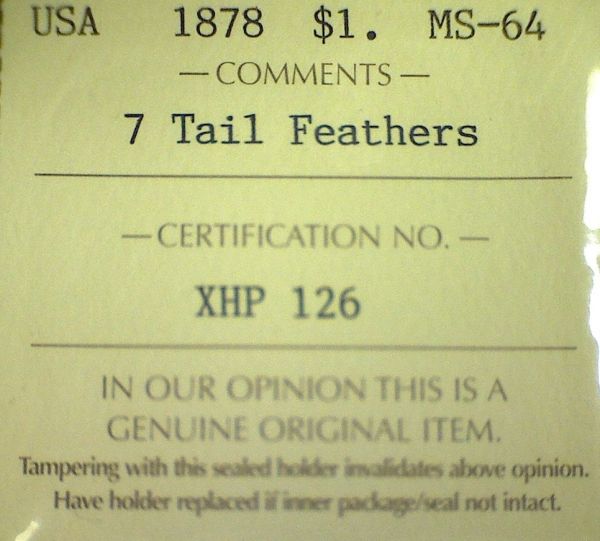 USA 1878 $1. MS-64
— COMMENTS —
7 Tail Feathers
— CERTIFICATION NO. —
XHP 126
IN OUR OPINION THIS IS A
GENUINE ORIGINAL ITEM.
Tampering with this sealed holder invalidates above opinion.
Have holder replaced if inner package/seal not intact.